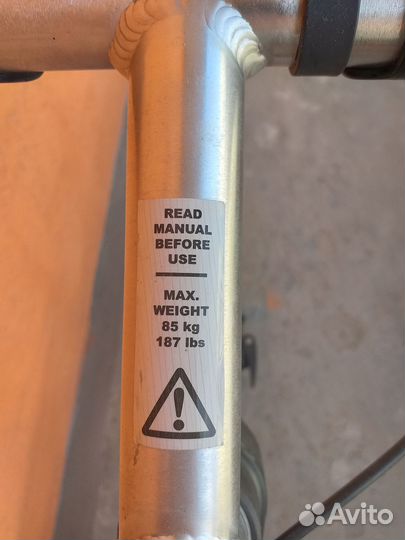 READ
MANUAL
BEFORE
USE
MAX.
WEIGHT
85 kg
187 lbs
Avito